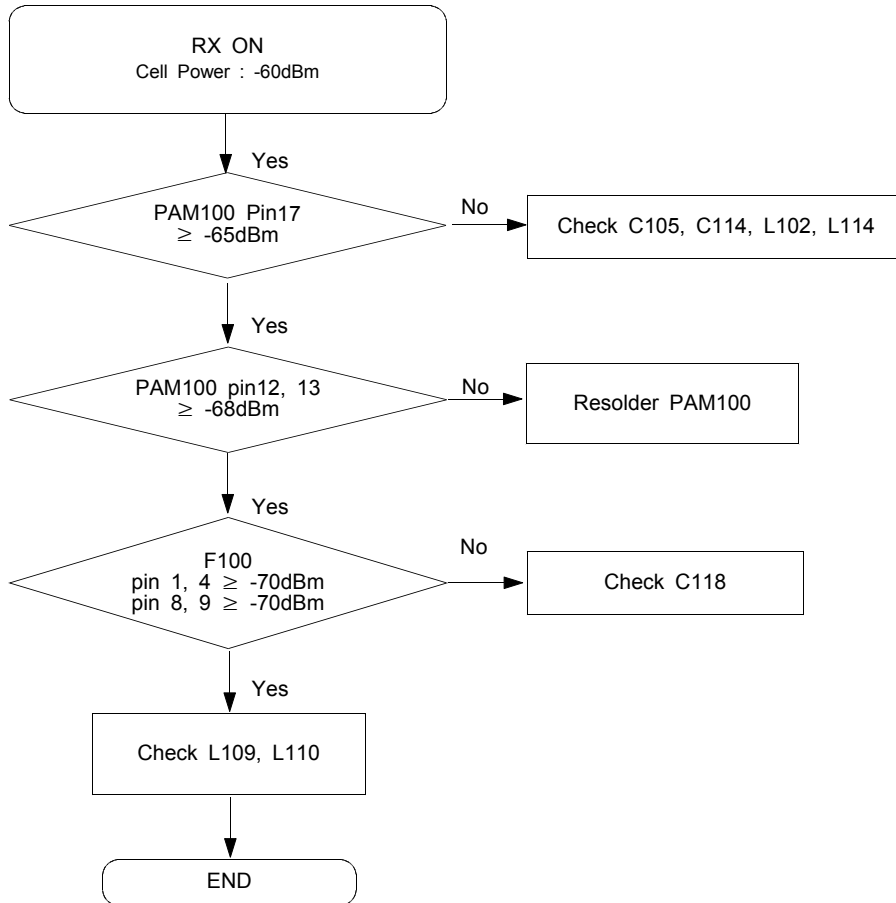 RX ON
Cell Power : -60dBm
Yes
PAM100 Pin17
≥ -65dBm
No
Check C105, C114, L102, L114
Yes
PAM100 pin12, 13
≥ -68dBm
No
Resolder PAM100
Yes
F100
pin 1, 4 ≥ -70dBm
pin 8, 9 ≥ -70dBm
No
Check C118
Yes
Check L109, L110
END